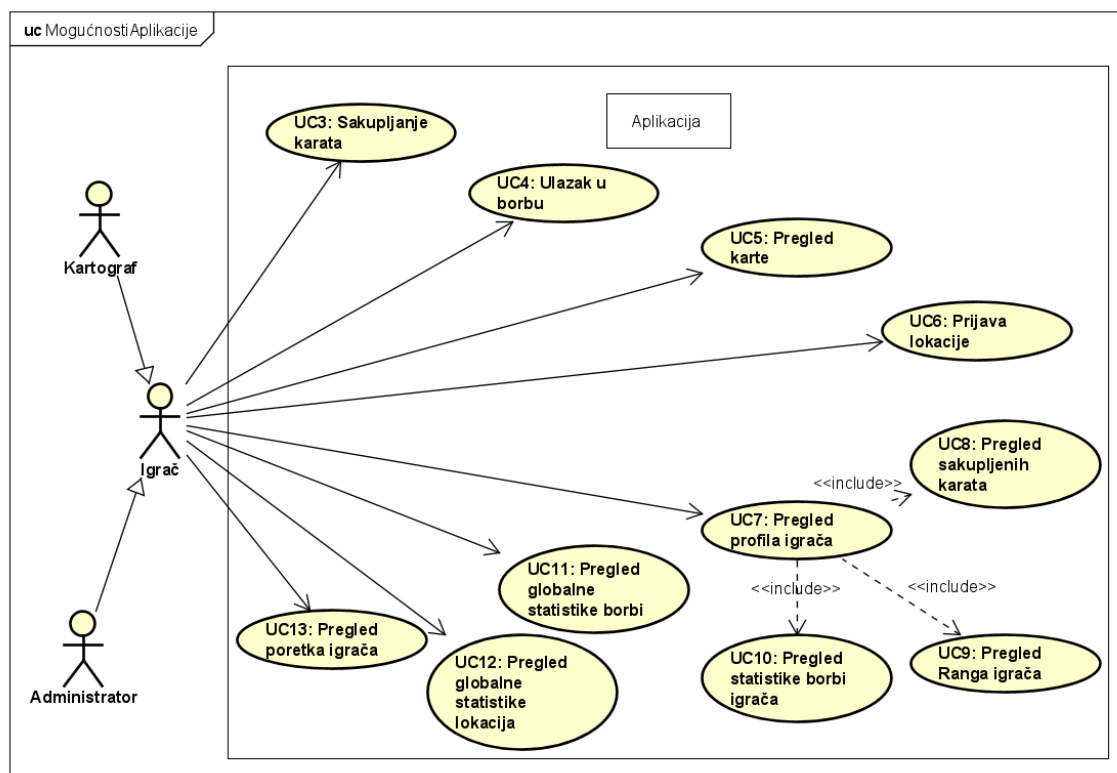 uc MogućnostiAplikacije
Aplikacija
UC3: Sakupljanje
karata
UC4: Ulazak u
borbu
UC5: Pregled
karte
Kartograf
UC6: Prijava
lokacije
Igrač
UC8: Pregled
sakupljenih
karata
<<include>>
UC7: Pregled
profila igrača
UC11: Pregled
globalne
statistike borbi
<<include>>
<<include>>
UC13: Pregled
poretka igrača
UC12: Pregled
globalne
statistike
lokacija
UC10: Pregled
statistike borbi
igrača
UC9: Pregled
Ranga igrača
Administrator